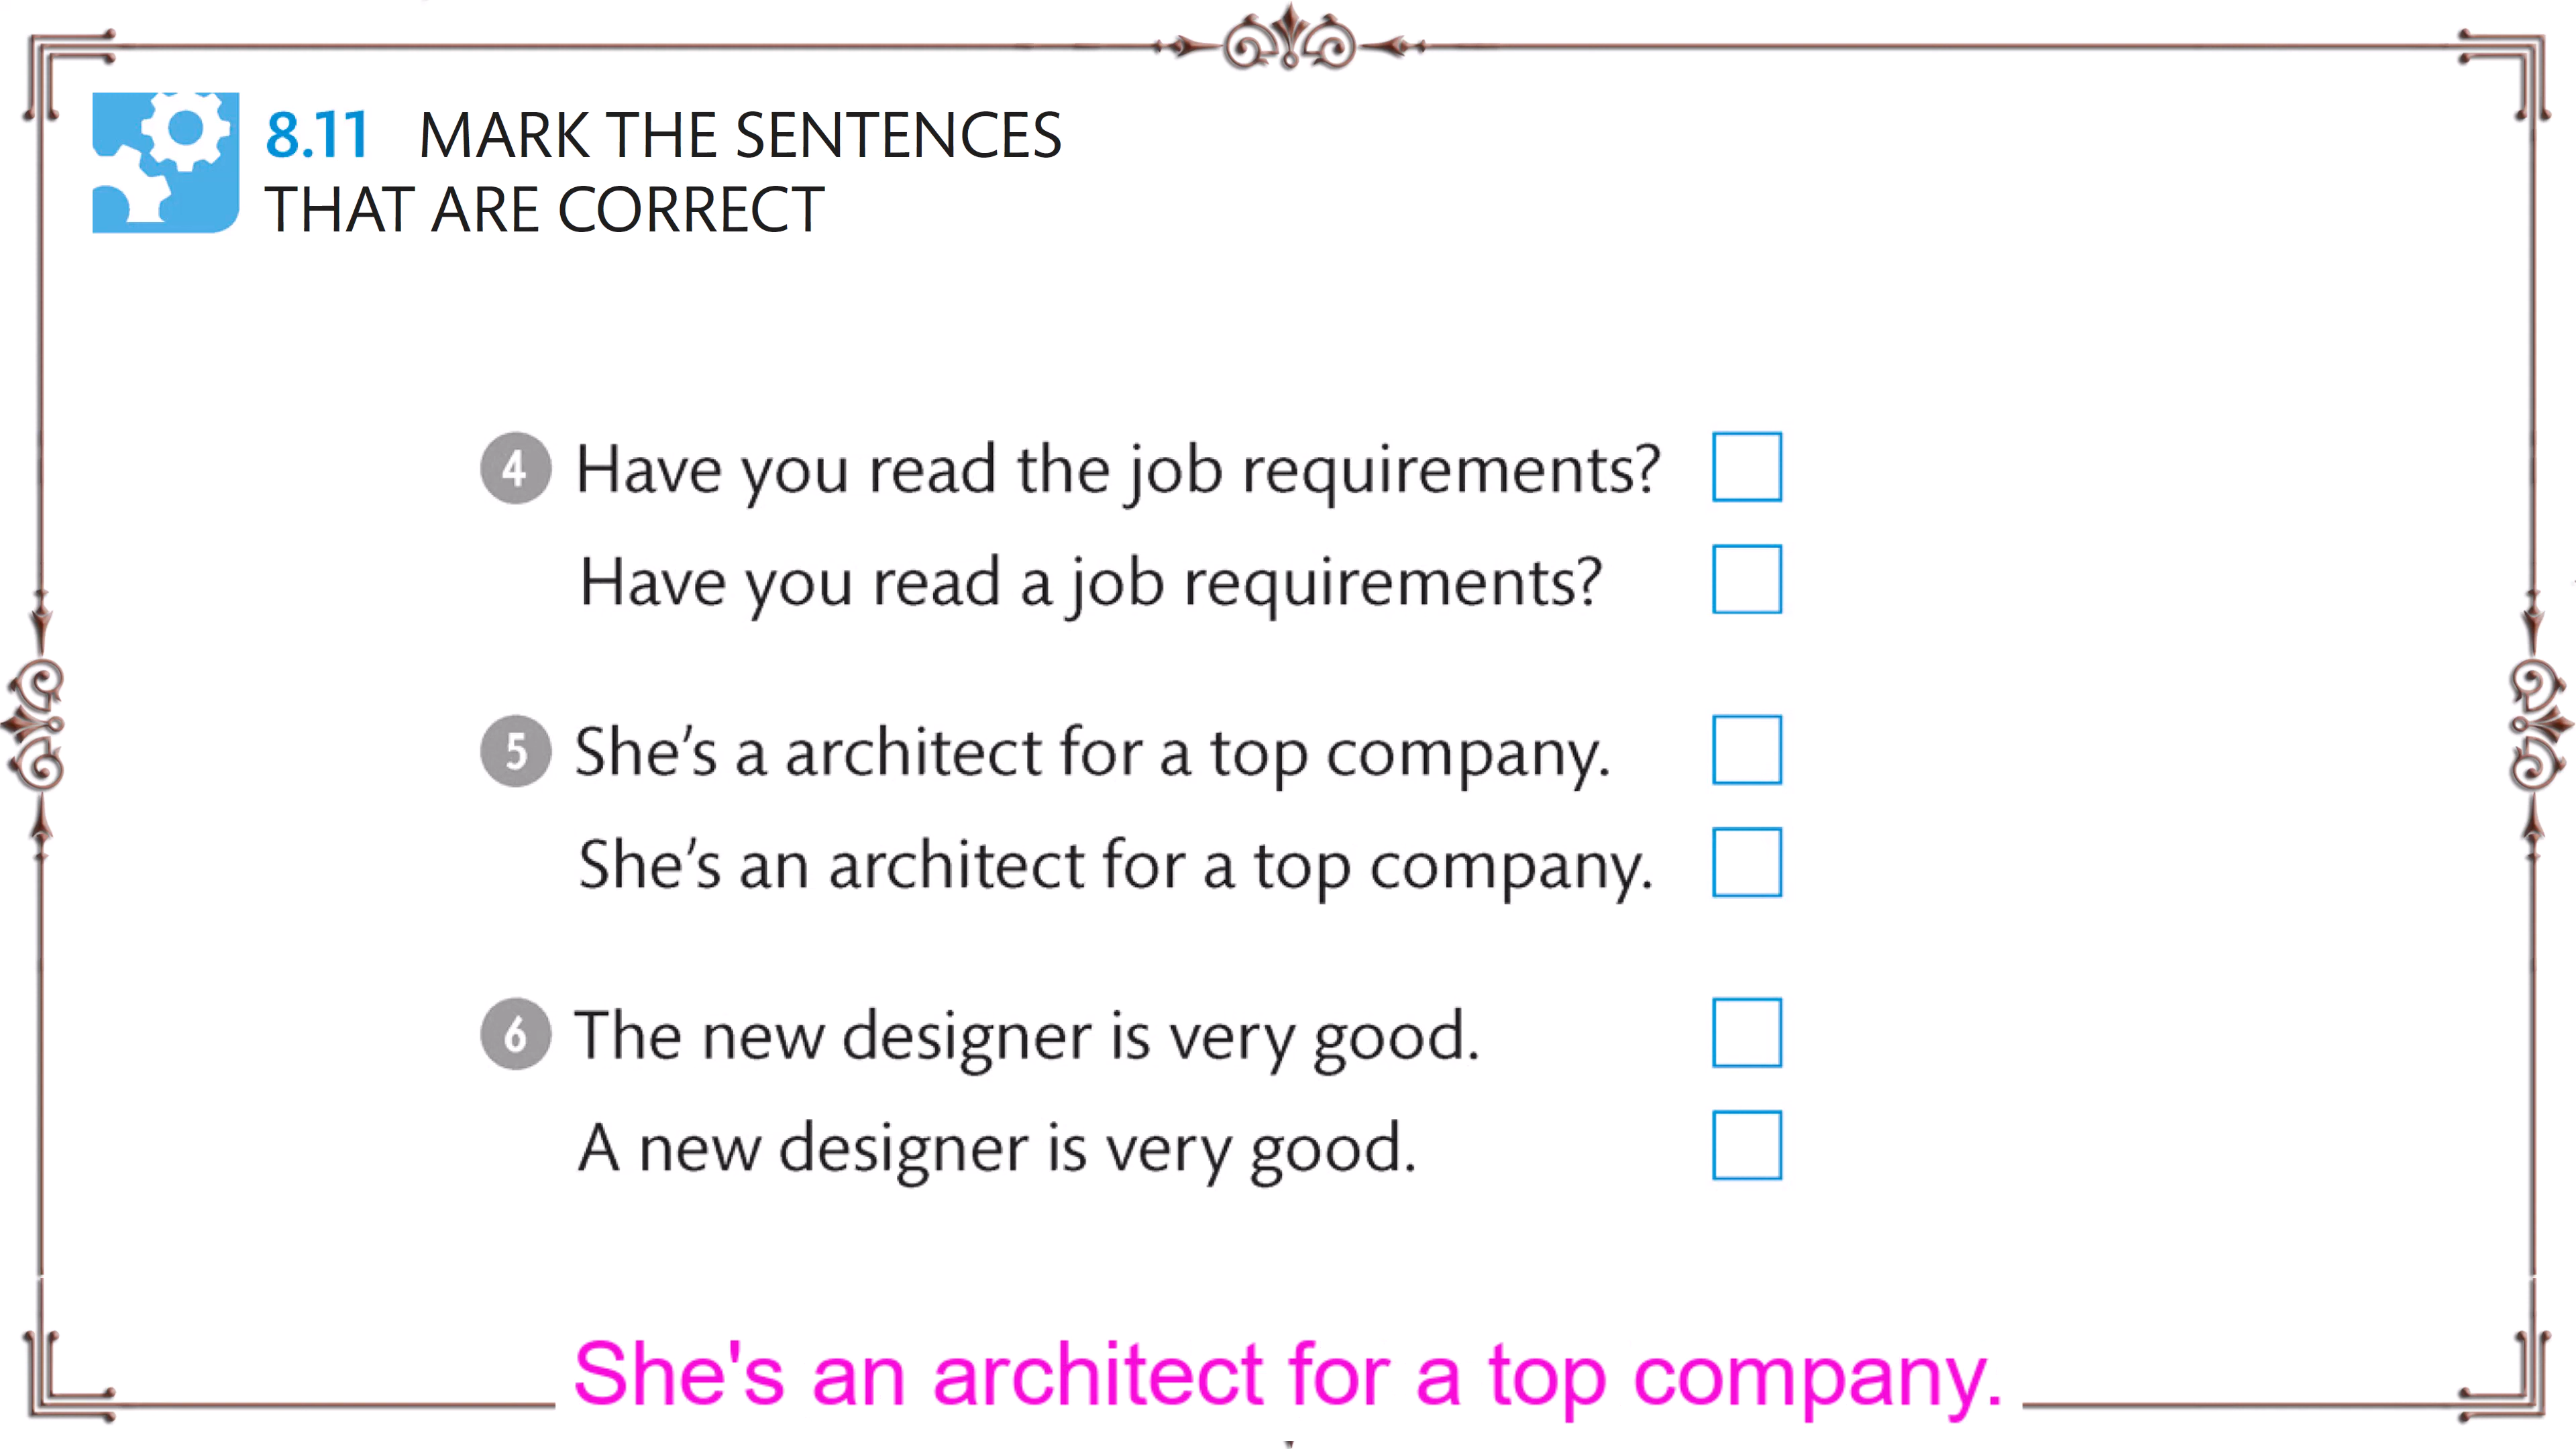 8.11 MARK THE SENTENCES
THAT ARE CORRECT
4 Have you read the job requirements?
Have you read a job requirements?
5 She’s a architect for a top company.
She’s an architect for a top company.
6 The new designer is very good.
A new designer is very good.
She's an architect for a top company.